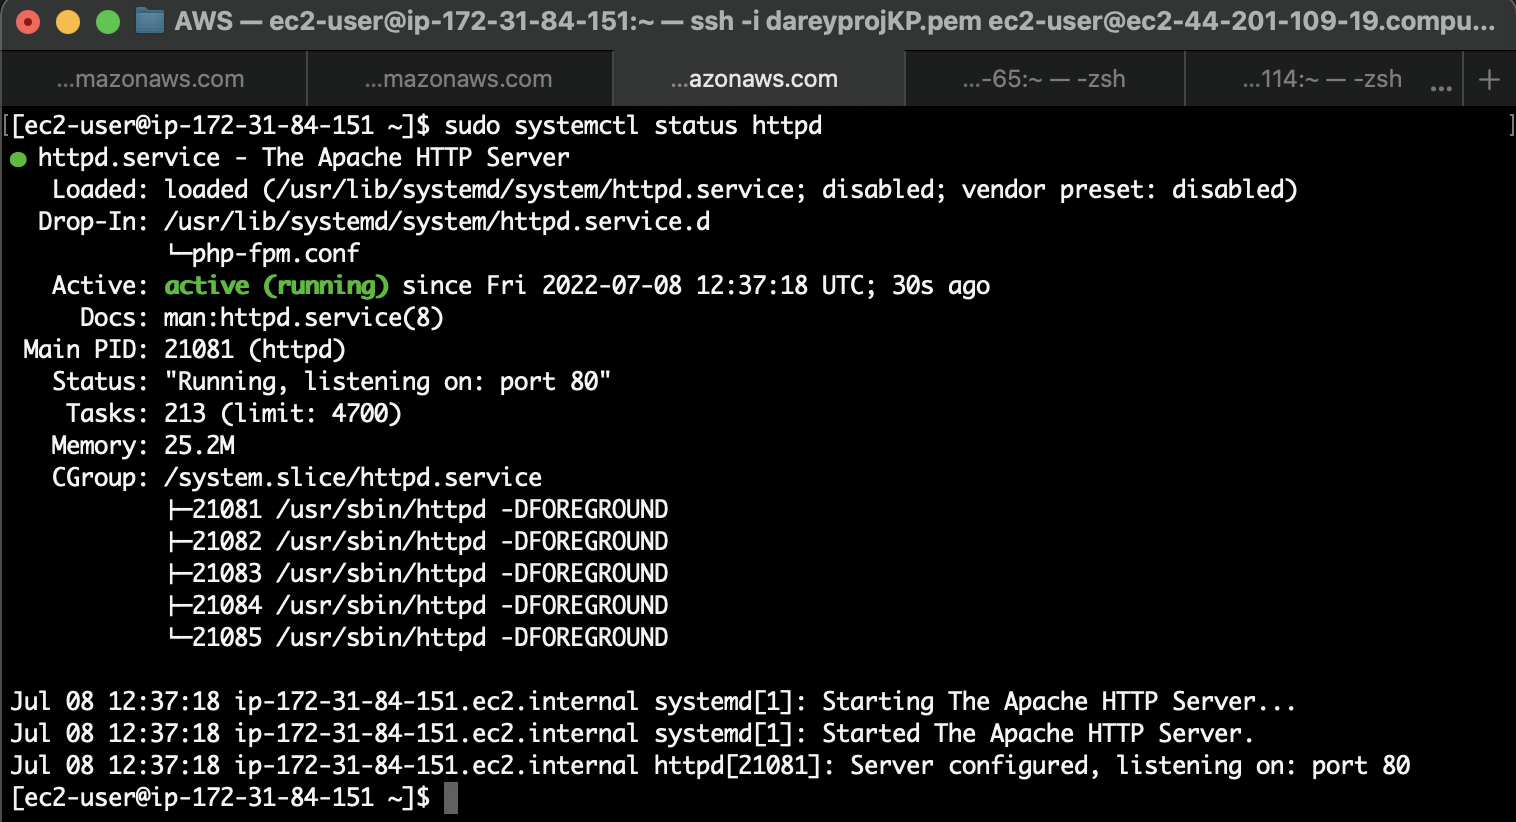 AWS — ec2-user@ip-172-31-84-151:~ — ssh -i dareyprojKP.pem ec2-user@ec2-44-201-109-19.compu...
...mazonaws.com ...mazonaws.com ...azonaws.com ...-65:~ — -zsh ...114:~ — -zsh ... +
[[ec2-user@ip-172-31-84-151 ~]$ sudo systemctl status httpd ]
● httpd.service - The Apache HTTP Server
   Loaded: loaded (/usr/lib/systemd/system/httpd.service; disabled; vendor preset: disabled)
  Drop-In: /usr/lib/systemd/system/httpd.service.d
           └─php-fpm.conf
   Active: active (running) since Fri 2022-07-08 12:37:18 UTC; 30s ago
     Docs: man:httpd.service(8)
 Main PID: 21081 (httpd)
   Status: "Running, listening on: port 80"
    Tasks: 213 (limit: 4700)
   Memory: 25.2M
   CGroup: /system.slice/httpd.service
           ├─21081 /usr/sbin/httpd -DFOREGROUND
           ├─21082 /usr/sbin/httpd -DFOREGROUND
           ├─21083 /usr/sbin/httpd -DFOREGROUND
           ├─21084 /usr/sbin/httpd -DFOREGROUND
           └─21085 /usr/sbin/httpd -DFOREGROUND
Jul 08 12:37:18 ip-172-31-84-151.ec2.internal systemd[1]: Starting The Apache HTTP Server...
Jul 08 12:37:18 ip-172-31-84-151.ec2.internal systemd[1]: Started The Apache HTTP Server.
Jul 08 12:37:18 ip-172-31-84-151.ec2.internal httpd[21081]: Server configured, listening on: port 80
[ec2-user@ip-172-31-84-151 ~]$